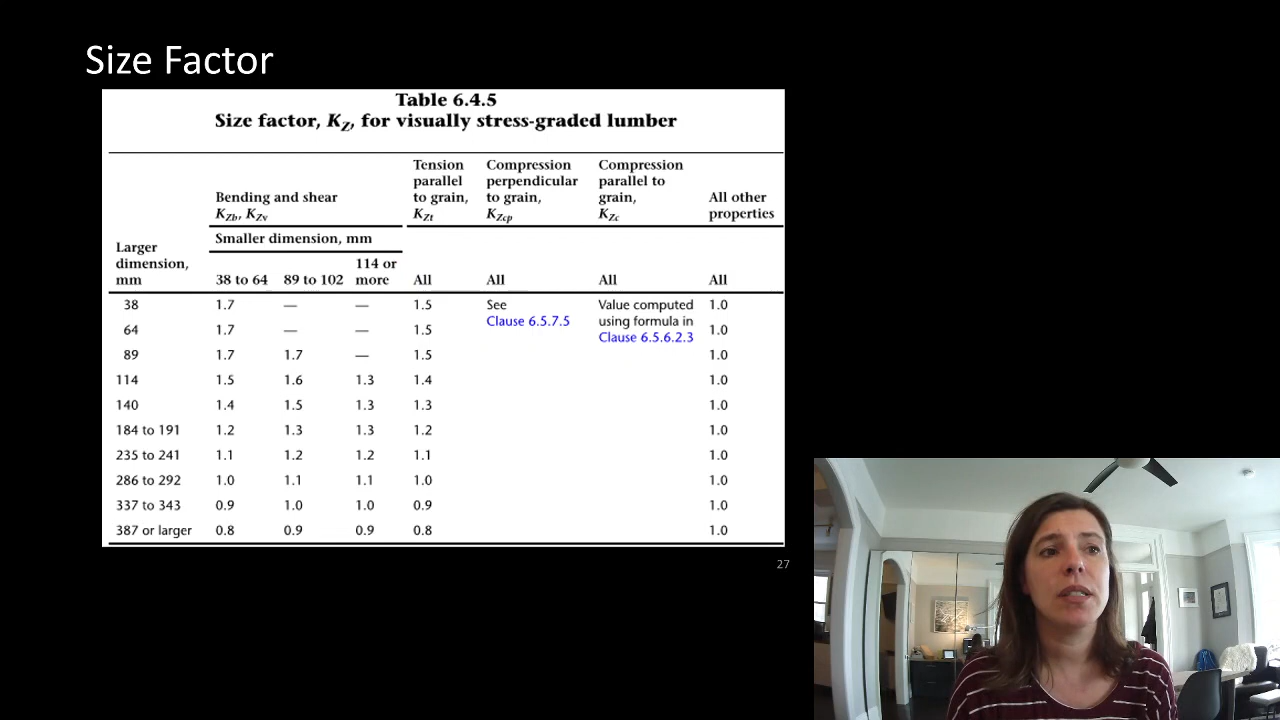 Size Factor
Table 6.4.5
Size factor, KZ, for visually stress-graded lumber
Larger dimension, mm
Bending and shear KZb, KZv
Smaller dimension, mm
38 to 64 89 to 102 114 or more
Tension parallel to grain, KZt
All
Compression perpendicular to grain, KZcp
All
Compression parallel to grain, KZc
All
All other properties
All
38 1.7 — — 1.5 See Clause 6.5.7.5 Value computed using formula in Clause 6.5.6.2.3 1.0
64 1.7 — — 1.5 1.0
89 1.7 1.7 — 1.5 1.0
114 1.5 1.6 1.3 1.4 1.0
140 1.4 1.5 1.3 1.3 1.0
184 to 191 1.2 1.3 1.3 1.2 1.0
235 to 241 1.1 1.2 1.2 1.1 1.0
286 to 292 1.0 1.1 1.1 1.0 1.0
337 to 343 0.9 1.0 1.0 0.9 1.0
387 or larger 0.8 0.9 0.9 0.8 1.0
27